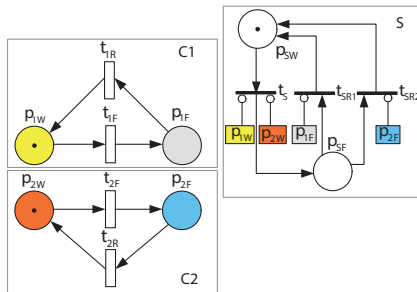 t1R
C1
p1W
t1F
p1F
p2W
t2F
p2F
t2R
C2
S
pSW
tS
tSR1
tSR2
p1W
p2W
p1F
p2F
pSF